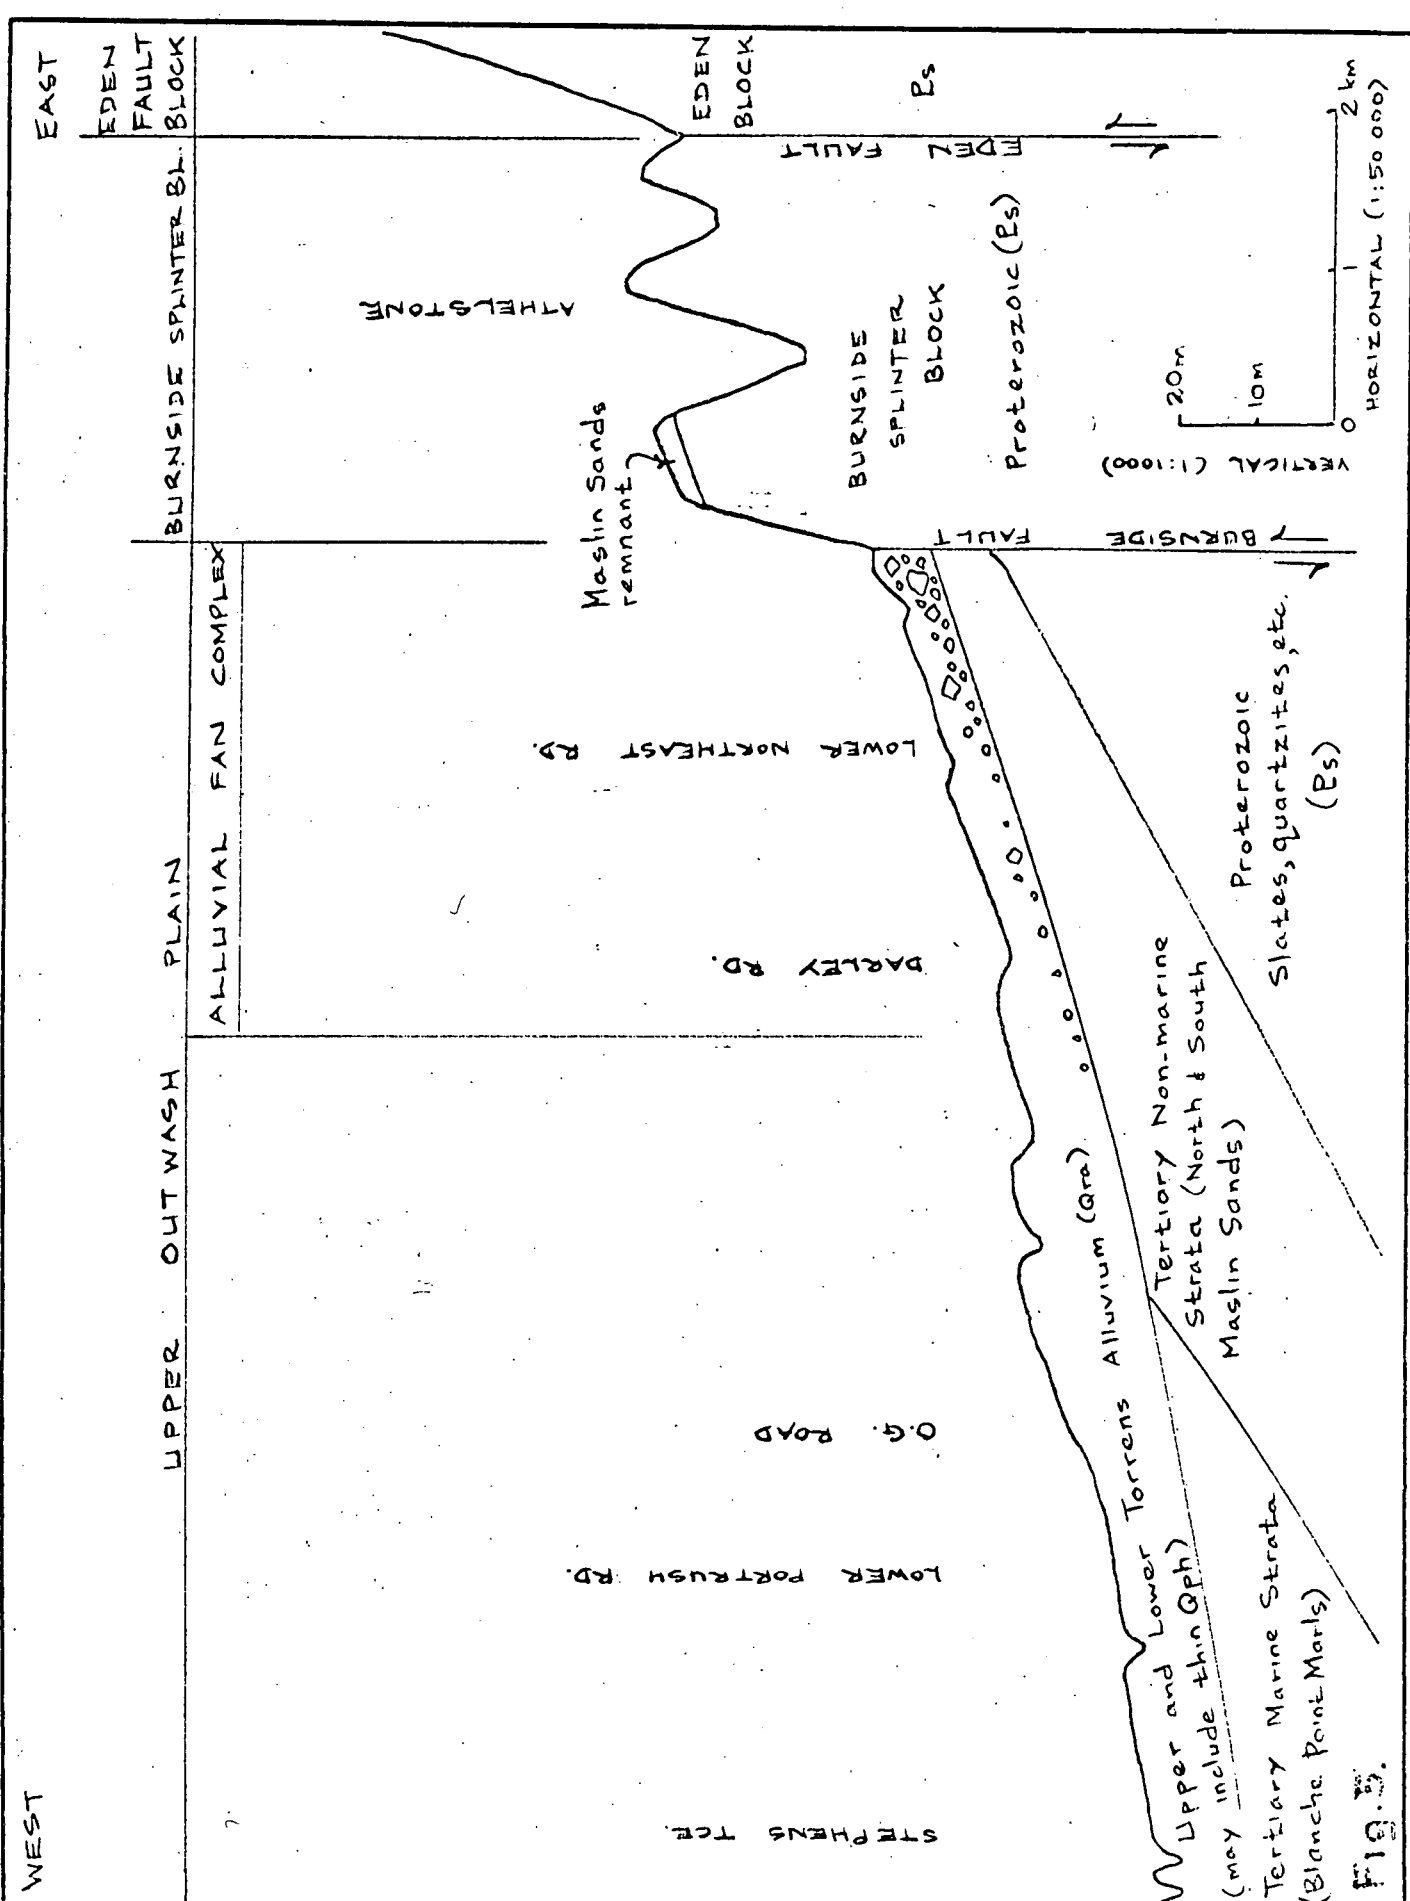 WEST
EAST
UPPER OUTWASH PLAIN
BURNSIDE SPLINTER BL.
EDEN
FAULT
BLOCK
ALLUVIAL FAN COMPLEX
STEPHENS TCE.
LOWER PORTRUSH RD.
O.G. ROAD
DARLEY RD.
LOWER NORTHEAST RD.
ATHELSTONE
Maslin Sands
remnant
EDEN
BLOCK
Ps
EDEN FAULT
BURNSIDE
SPLINTER
BLOCK
Proterozoic (Ps)
BURNSIDE FAULT
Upper and Lower Torrens Alluvium (Qra)
(may include thin Qph)
Tertiary Non-marine
Strata (North & South
Maslin Sands)
Tertiary Marine Strata
(Blanche Point Marls)
Proterozoic
Slates, quartzites, etc.
(Ps)
VERTICAL (1:1000)
20m
10m
0
1
2 km
HORIZONTAL (1:50 000)